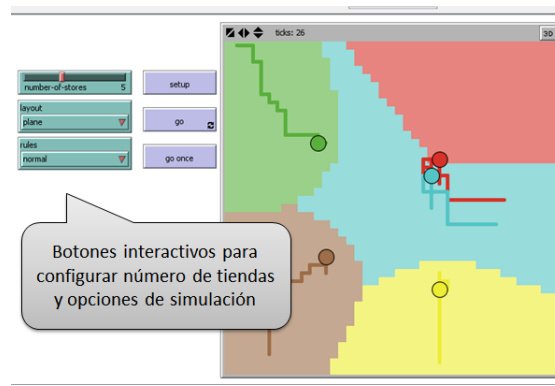 ticks: 26
3D
number-of-stores 5
setup
layout
plane
go
rules
normal
go once
Botones interactivos para
configurar número de tiendas
y opciones de simulación